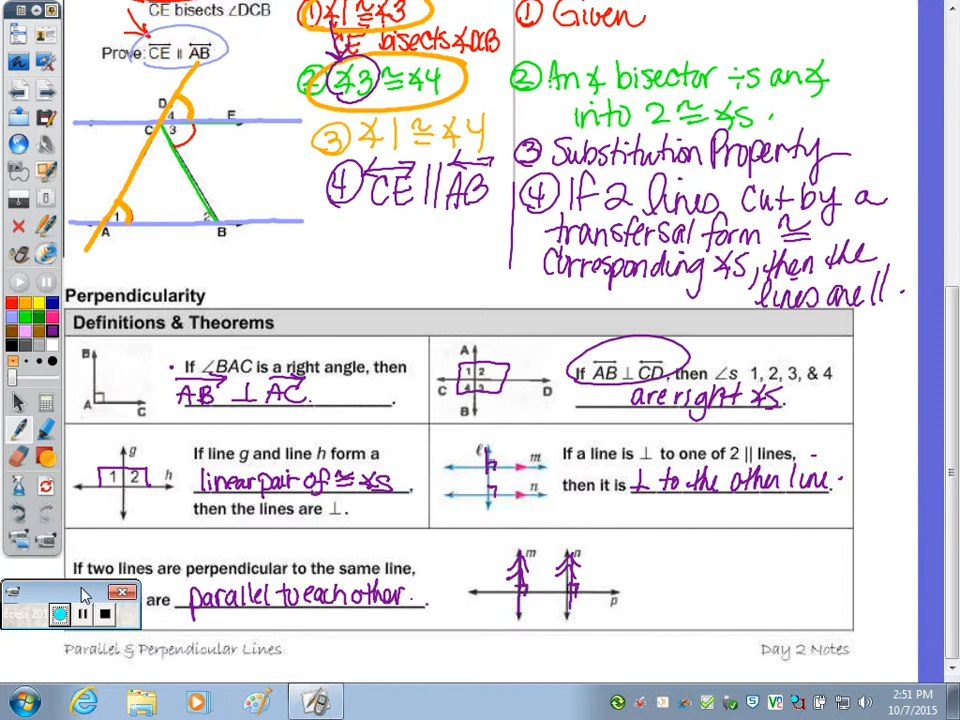 CE bisects ∠DCB
Prove: CE ∥ AB
D
4
E
C
3
1
2
A
B
① ∡1 ≅ ∡3
CE bisects ∡DCB
② ∡3 ≅ ∡4
③ ∡1 ≅ ∡4
④ CE || AB
① Given
② An ∡ bisector ÷s an ∡
into 2 ≅ ∡s.
③ Substitution Property
④ If 2 lines cut by a
transfersal form ≅
corresponding ∡s, then the
lines are ||.
Perpendicularity
Definitions & Theorems
B
A
C
• If ∠BAC is a right angle, then
AB ⊥ AC.
A
1 2
4 3
C
D
B
If AB ⊥ CD, then ∠s 1, 2, 3, & 4
are right ∡s.
g
1 2
h
If line g and line h form a
linear pair of ≅ ∡s,
then the lines are ⊥.
ℓ
m
n
If a line is ⊥ to one of 2 || lines,
then it is ⊥ to the other line.
If two lines are perpendicular to the same line,
are parallel to each other.
m
n
p
Parallel & Perpendicular Lines
Day 2 Notes
2:51 PM
10/7/2015